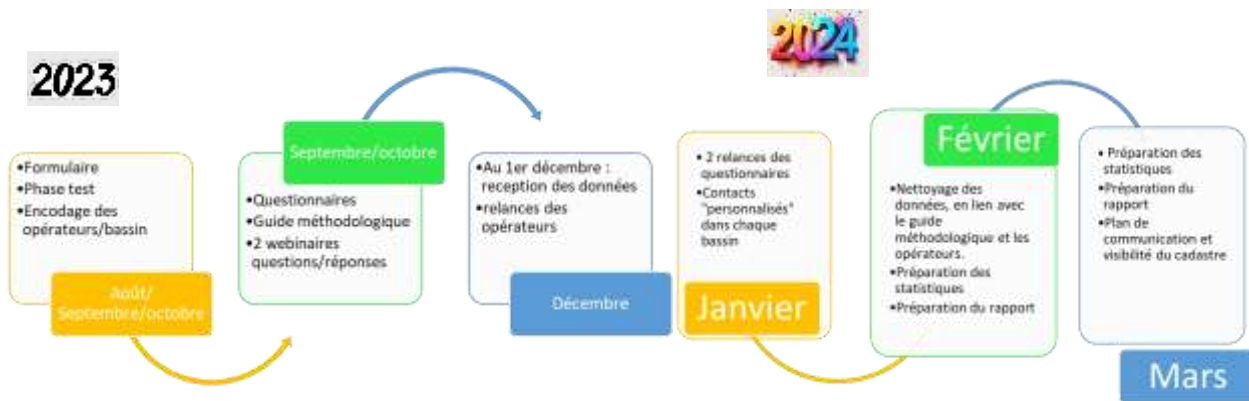 2023
•Formulaire
•Phase test
•Encodage des
opérateurs/bassin
Août/
Septembre/octobre
Septembre/octobre
•Questionnaires
•Guide méthodologique
•2 webinaires
questions/réponses
•Au 1er décembre :
reception des données
•relances des
opérateurs
Décembre
2024
• 2 relances des
questionnaires
•Contacts
"personnalisés"
dans chaque
bassin
Janvier
Février
•Nettoyage des
données, en lien avec
le guide
méthodologique et les
opérateurs.
•Préparation des
statistiques
•Préparation du rapport
• Préparation des
statistiques
•Préparation du
rapport
•Plan de
communication et
visibilité du cadastre
Mars